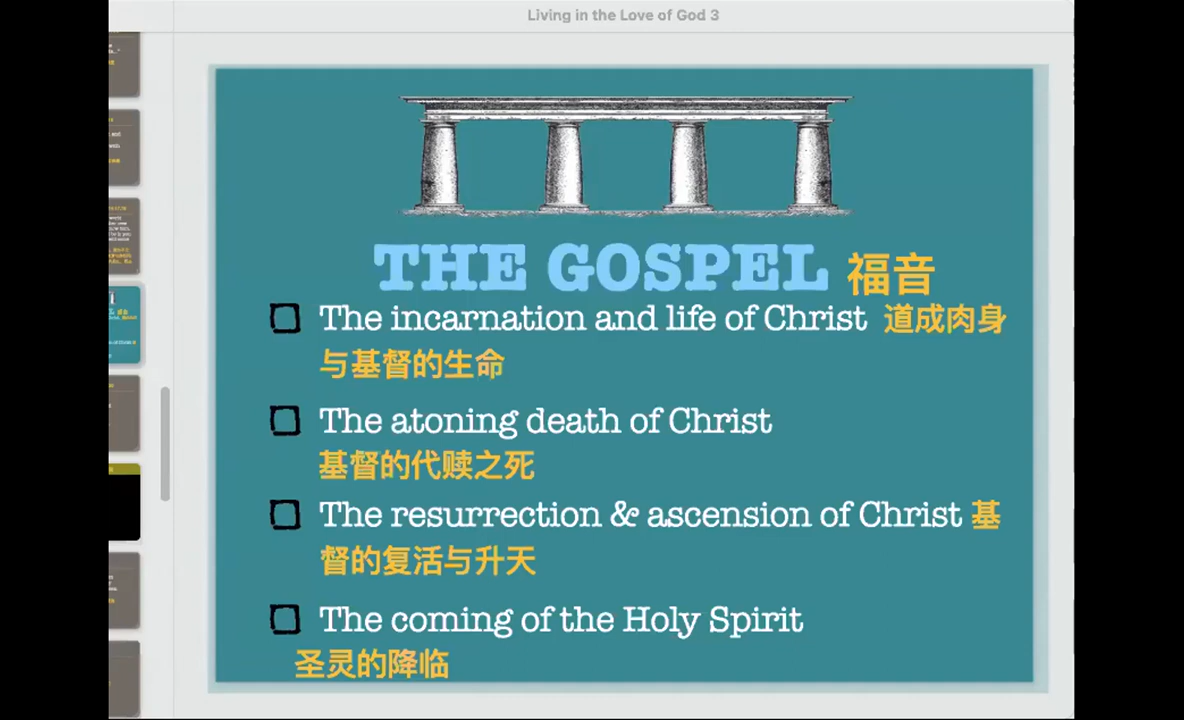 Living in the Love of God 3
THE GOSPEL 福音
The incarnation and life of Christ 道成肉身
与基督的生命
The atoning death of Christ
基督的代赎之死
The resurrection & ascension of Christ 基
督的复活与升天
The coming of the Holy Spirit
圣灵的降临